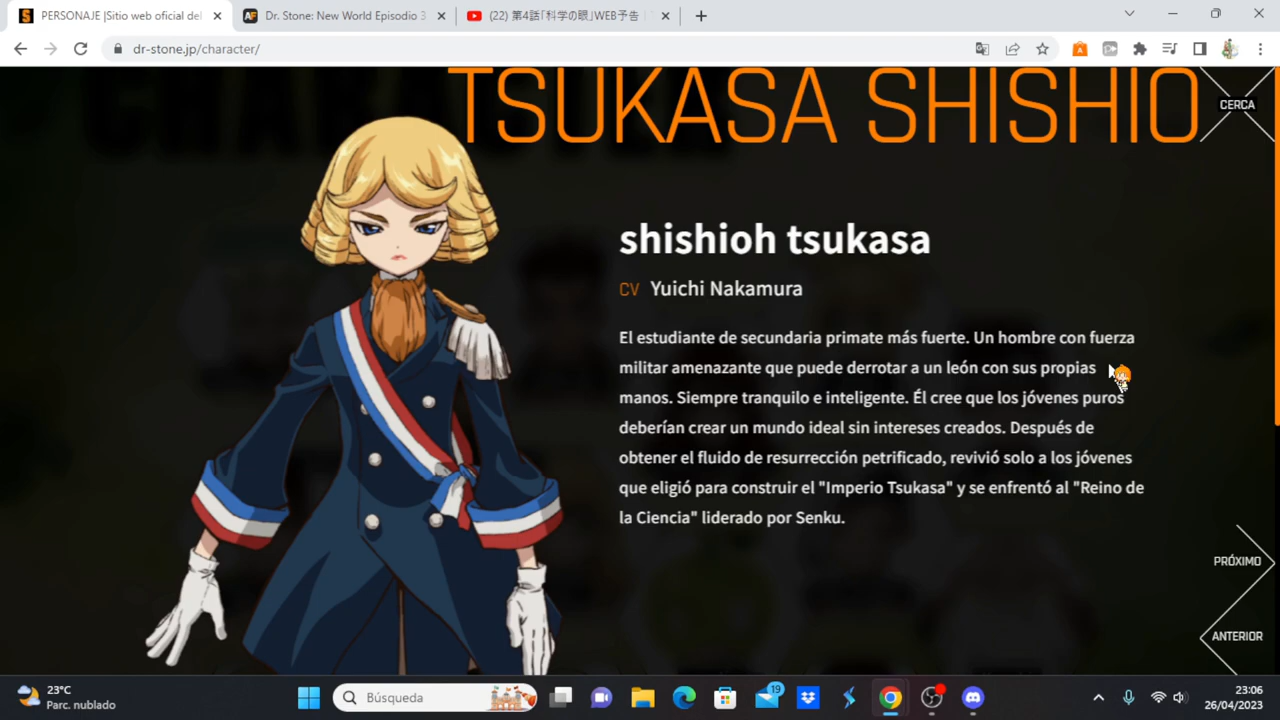 PERSONAJE |Sitio web oficial del
Dr. Stone: New World Episodio 3
(22) 第4話「科学の眼」WEB予告 |
dr-stone.jp/character/
TSUKASA SHISHIO
CERCA
shishioh tsukasa
CV Yuichi Nakamura
El estudiante de secundaria primate más fuerte. Un hombre con fuerza
militar amenazante que puede derrotar a un león con sus propias
manos. Siempre tranquilo e inteligente. Él cree que los jóvenes puros
deberían crear un mundo ideal sin intereses creados. Después de
obtener el fluido de resurrección petrificado, revivió solo a los jóvenes
que eligió para construir el "Imperio Tsukasa" y se enfrentó al "Reino de
la Ciencia" liderado por Senku.
PRÓXIMO
ANTERIOR
23°C
Parc. nublado
Búsqueda
19
23:06
26/04/2023